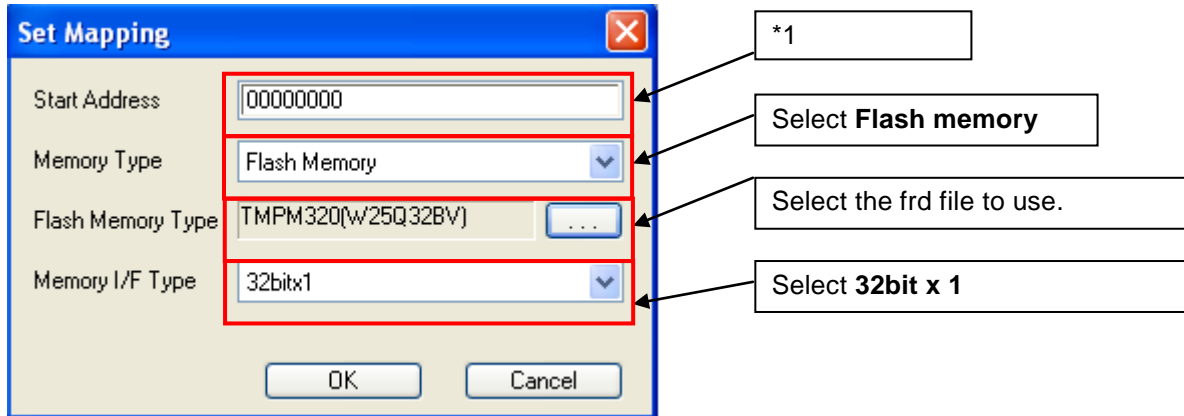 Set Mapping
*1
Start Address
00000000
Select Flash memory
Memory Type
Flash Memory
Select the frd file to use.
Flash Memory Type
TMPM320(W25Q32BV)
...
Memory I/F Type
32bitx1
Select 32bit x 1
OK
Cancel